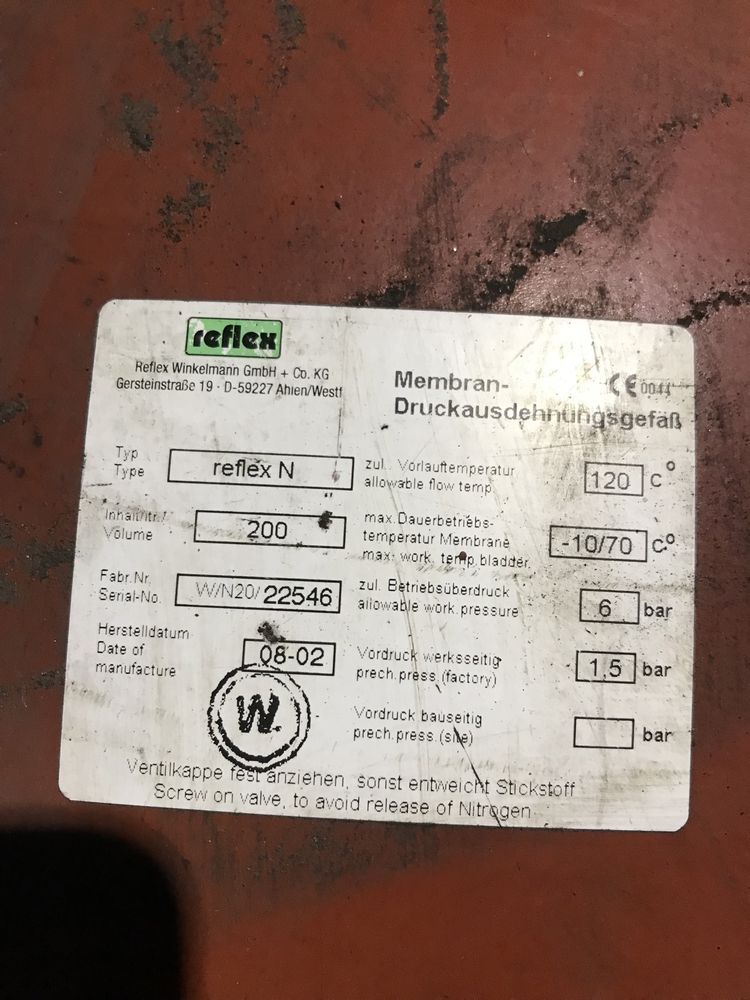 reflex
Reflex Winkelmann GmbH + Co. KG
Gersteinstraße 19 · D-59227 Ahlen/Westf
Membran-
Druckausdehnungsgefäß
CE 0044
Typ
Type
reflex N
Inhalt/ltr./
Volume
200
Fabr.Nr.
Serial-No.
W/N20/ 22546
Herstelldatum
Date of
manufacture
08-02
W
zul. Vorlauftemperatur
allowable flow temp.
120 C°
max.Dauerbetriebs-
temperatur Membrane
max. work. temp.bladder.
-10/70 C°
zul. Betriebsüberdruck
allowable work.pressure
6 bar
Vordruck werksseitig
prech.press.(factory)
1,5 bar
Vordruck bauseitig
prech.press.(site)
bar
Ventilkappe fest anziehen, sonst entweicht Stickstoff
Screw on valve, to avoid release of Nitrogen